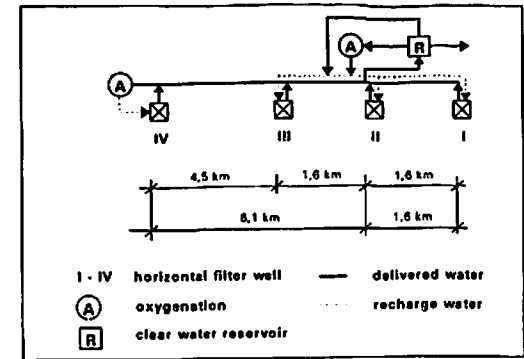 A R
A
IV III II I
4,5 km 1,6 km 1,6 km
6,1 km 1,6 km
I - IV horizontal filter well delivered water
A oxygenation recharge water
R clear water reservoir